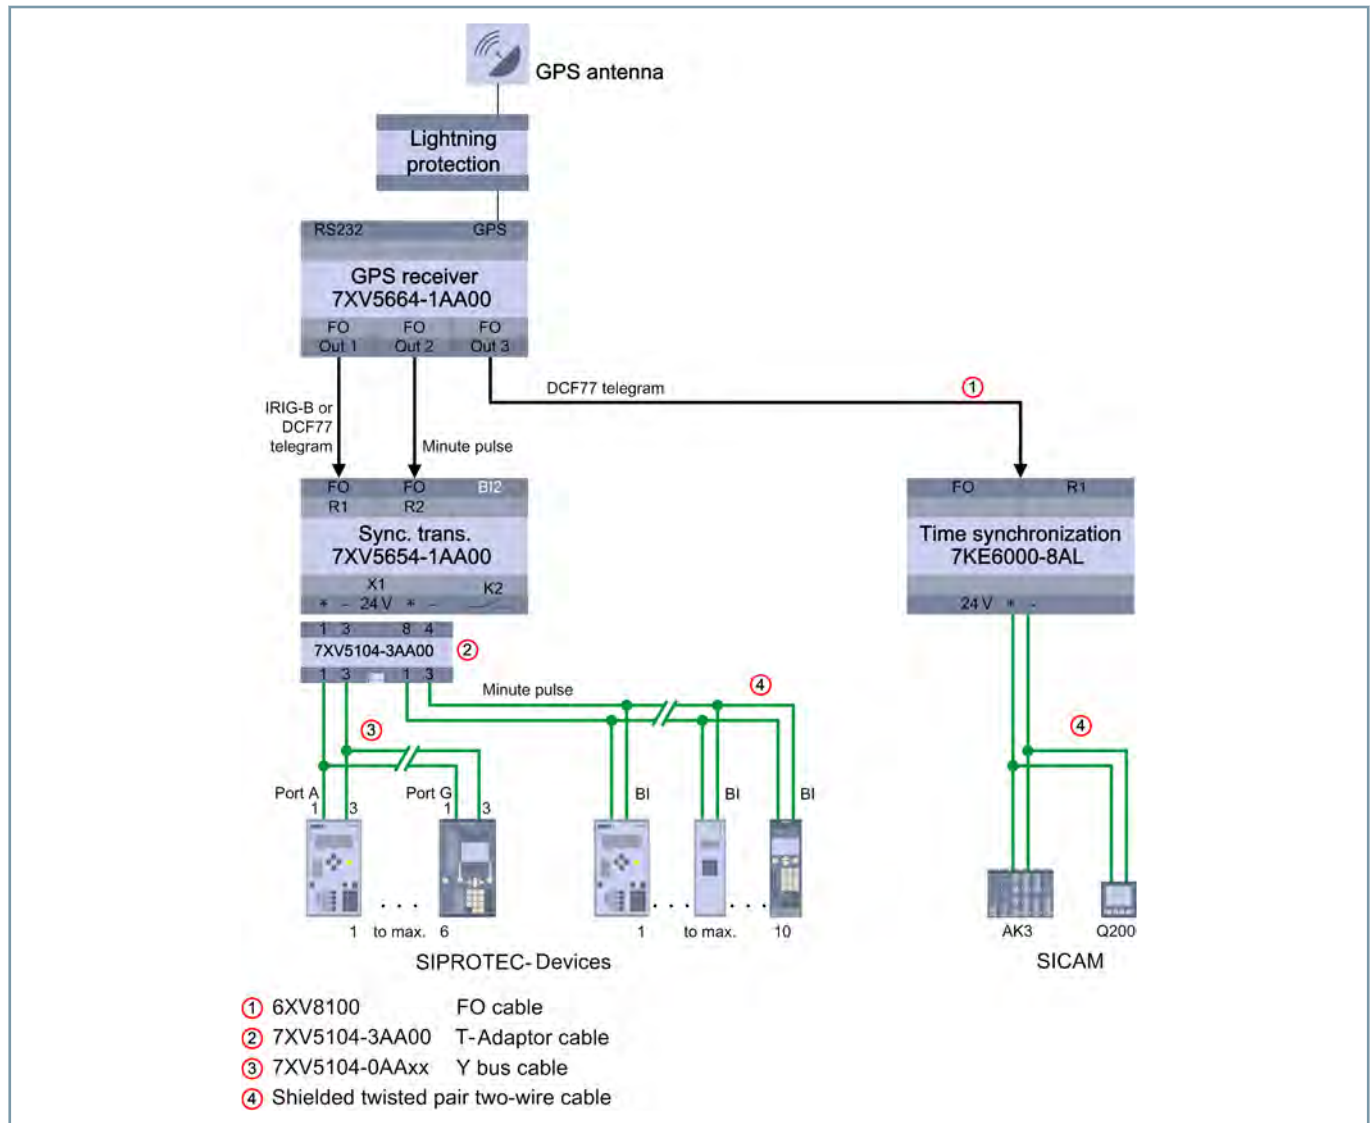 GPS antenna
Lightning
protection
RS232 GPS
GPS receiver
7XV5664-1AA00
FO FO FO
Out 1 Out 2 Out 3
DCF77 telegram
1
IRIG-B or
DCF77
telegram
Minute pulse
FO FO BI2
R1 R2
Sync. trans.
7XV5654-1AA00
X1
K2
* - 24 V * -
FO R1
Time synchronization
7KE6000-8AL
24 V * -
1 3 8 4
7XV5104-3AA00
2
1 3 1 3
Minute pulse
4
3
4
Port A
1 3
Port G
1 3
BI BI BI
. . .
. . . . . . .
1 to max. 6
1 to max. 10
AK3 Q200
SIPROTEC- Devices
SICAM
1 6XV8100 FO cable
2 7XV5104-3AA00 T-Adaptor cable
3 7XV5104-0AAxx Y bus cable
4 Shielded twisted pair two-wire cable